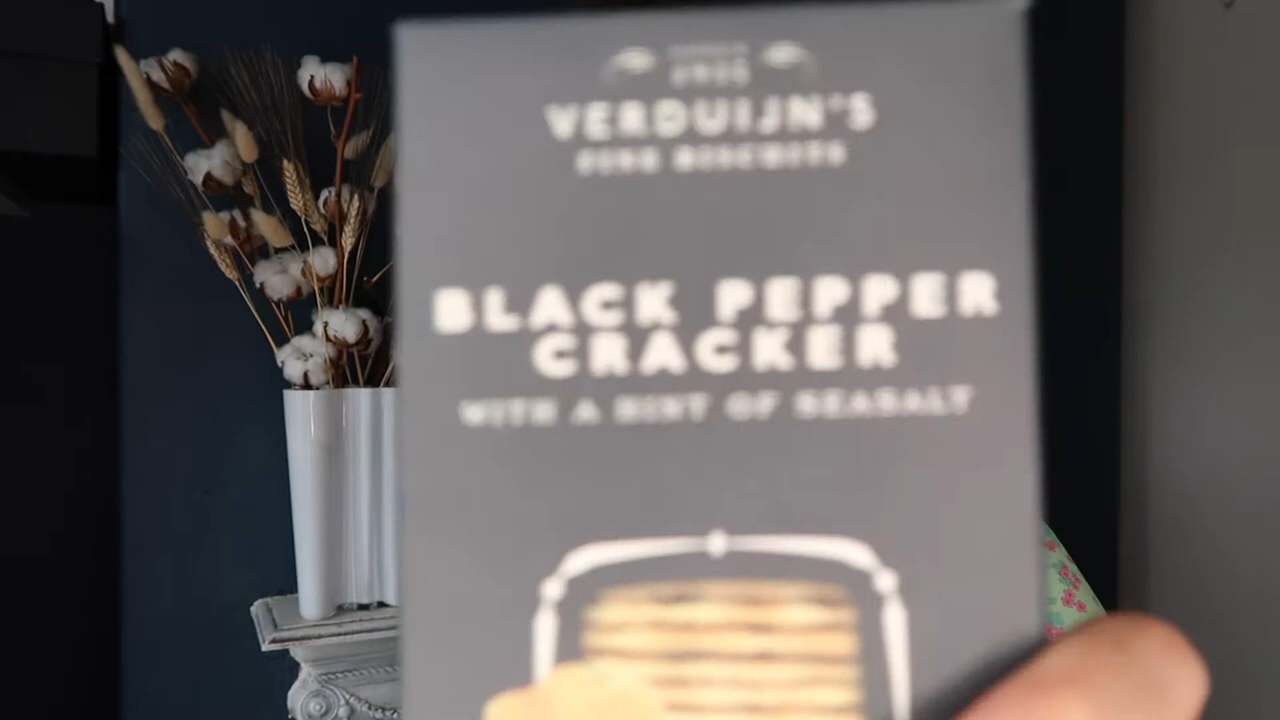 VERDUIJN'S
FINE BISCUITS
BLACK PEPPER
CRACKER
WITH A HINT OF SEASALT